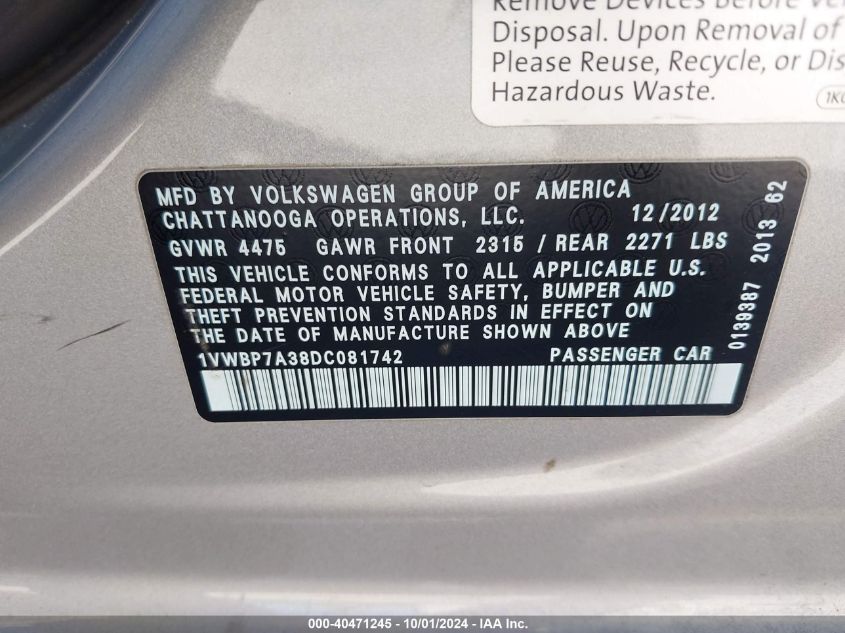 Remove Devices Before
Disposal. Upon Removal of
Please Reuse, Recycle, or
Hazardous Waste.
MFD BY VOLKSWAGEN GROUP OF AMERICA
CHATTANOOGA OPERATIONS, LLC. 12/2012
GVWR 4475 GAWR FRONT 2315 / REAR 2271 LBS
THIS VEHICLE CONFORMS TO ALL APPLICABLE U.S.
FEDERAL MOTOR VEHICLE SAFETY, BUMPER AND
THEFT PREVENTION STANDARDS IN EFFECT ON
THE DATE OF MANUFACTURE SHOWN ABOVE
1VWBP7A38DC081742 PASSENGER CAR
0139387 2013 62
000-40471245 - 10/01/2024 - IAA Inc.